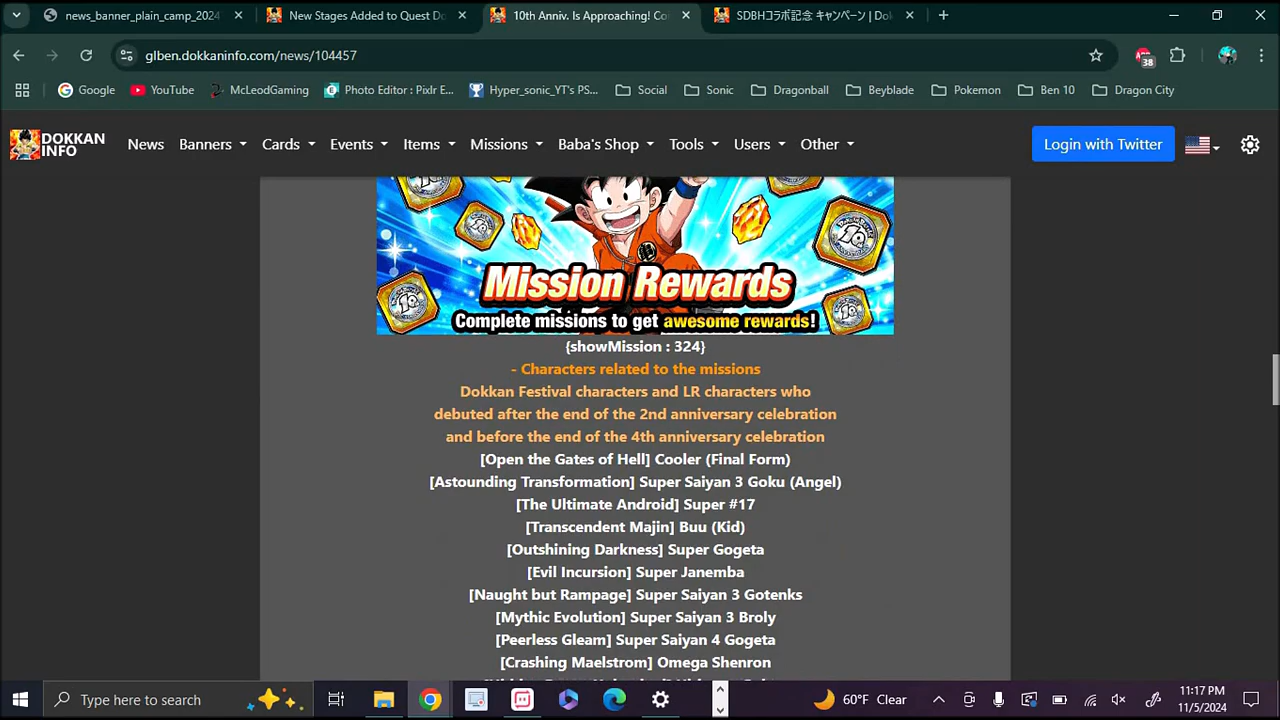 news_banner_plain_camp_2024
New Stages Added to Quest Do
10th Anniv. Is Approaching! Co
SDBHコラボ記念 キャンペーン | Dok
glben.dokkaninfo.com/news/104457
38
Google
YouTube
McLeodGaming
Photo Editor : Pixlr E...
Hyper_sonic_YT's PS...
Social
Sonic
Dragonball
Beyblade
Pokemon
Ben 10
Dragon City
DOKKAN
INFO
News
Banners
Cards
Events
Items
Missions
Baba's Shop
Tools
Users
Other
Login with Twitter
Mission Rewards
Complete missions to get awesome rewards!
{showMission : 324}
- Characters related to the missions
Dokkan Festival characters and LR characters who
debuted after the end of the 2nd anniversary celebration
and before the end of the 4th anniversary celebration
[Open the Gates of Hell] Cooler (Final Form)
[Astounding Transformation] Super Saiyan 3 Goku (Angel)
[The Ultimate Android] Super #17
[Transcendent Majin] Buu (Kid)
[Outshining Darkness] Super Gogeta
[Evil Incursion] Super Janemba
[Naught but Rampage] Super Saiyan 3 Gotenks
[Mythic Evolution] Super Saiyan 3 Broly
[Peerless Gleam] Super Saiyan 4 Gogeta
[Crashing Maelstrom] Omega Shenron
Type here to search
60°F Clear
11:17 PM
11/5/2024